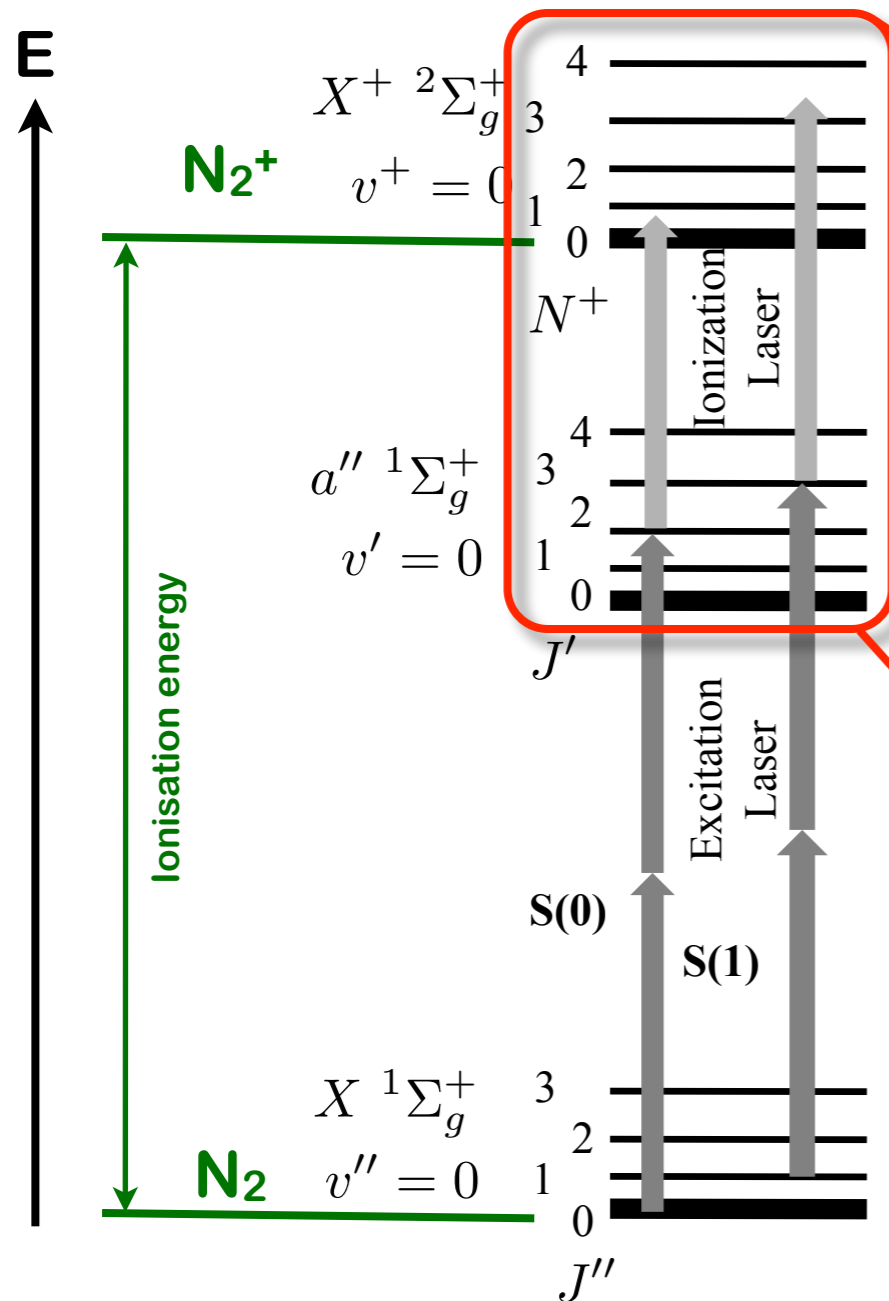 E
4
X⁺ ²Σg⁺
3
N₂⁺
2
v⁺ = 0
1
0
N⁺
Ionization
Laser
4
a″ ¹Σg⁺
3
2
v′ = 0
1
0
J′
Ionisation energy
Excitation
Laser
S(0)
S(1)
3
X ¹Σg⁺
2
N₂
v″ = 0
1
0
J″